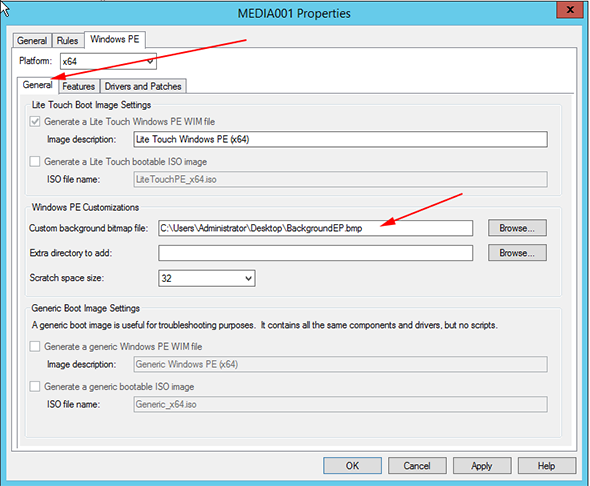 MEDIA001 Properties
x
General Rules Windows PE
Platform: x64
General Features Drivers and Patches
Lite Touch Boot Image Settings
Generate a Lite Touch Windows PE WIM file
Image description: Lite Touch Windows PE (x64)
Generate a Lite Touch bootable ISO image
ISO file name: LiteTouchPE_x64.iso
Windows PE Customizations
Custom background bitmap file: C:\Users\Administrator\Desktop\BackgroundEP.bmp Browse...
Extra directory to add: Browse...
Scratch space size: 32
Generic Boot Image Settings
A generic boot image is useful for troubleshooting purposes. It contains all the same components and drivers, but no scripts.
Generate a generic Windows PE WIM file
Image description: Generic Windows PE (x64)
Generate a generic bootable ISO image
ISO file name: Generic_x64.iso
OK Cancel Apply Help